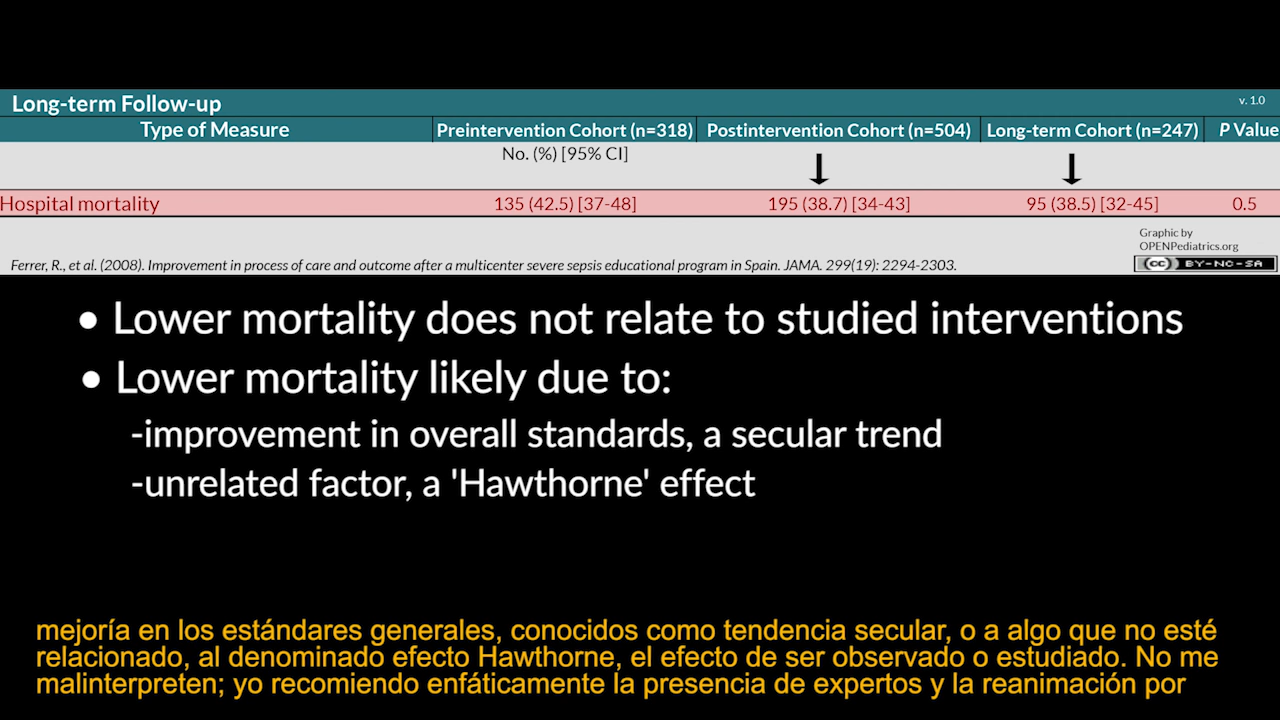 Long-term Follow-up
v. 1.0
Type of Measure Preintervention Cohort (n=318) Postintervention Cohort (n=504) Long-term Cohort (n=247) P Value
No. (%) [95% CI]
Hospital mortality 135 (42.5) [37-48] 195 (38.7) [34-43] 95 (38.5) [32-45] 0.5
Graphic by
OPENPediatrics.org
Ferrer, R., et al. (2008). Improvement in process of care and outcome after a multicenter severe sepsis educational program in Spain. JAMA. 299(19): 2294-2303.
cc BY-NC-SA
• Lower mortality does not relate to studied interventions
• Lower mortality likely due to:
-improvement in overall standards, a secular trend
-unrelated factor, a 'Hawthorne' effect
mejoría en los estándares generales, conocidos como tendencia secular, o a algo que no esté
relacionado, al denominado efecto Hawthorne, el efecto de ser observado o estudiado. No me
malinterpreten; yo recomiendo enfáticamente la presencia de expertos y la reanimación por